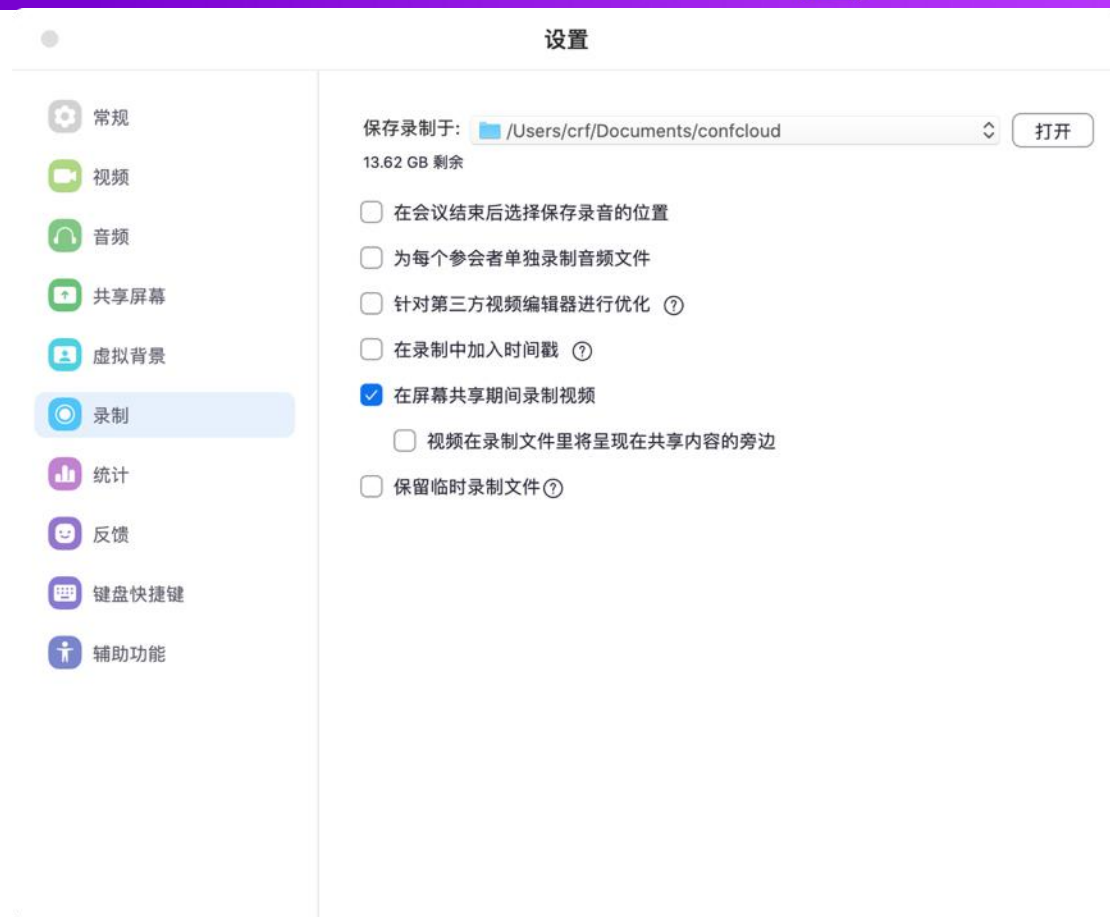 设置
常规
视频
音频
共享屏幕
虚拟背景
录制
统计
反馈
键盘快捷键
辅助功能
保存录制于: /Users/crf/Documents/confcloud 打开
13.62 GB 剩余
在会议结束后选择保存录音的位置
为每个参会者单独录制音频文件
针对第三方视频编辑器进行优化 ?
在录制中加入时间戳 ?
在屏幕共享期间录制视频
视频在录制文件里将呈现在共享内容的旁边
保留临时录制文件?